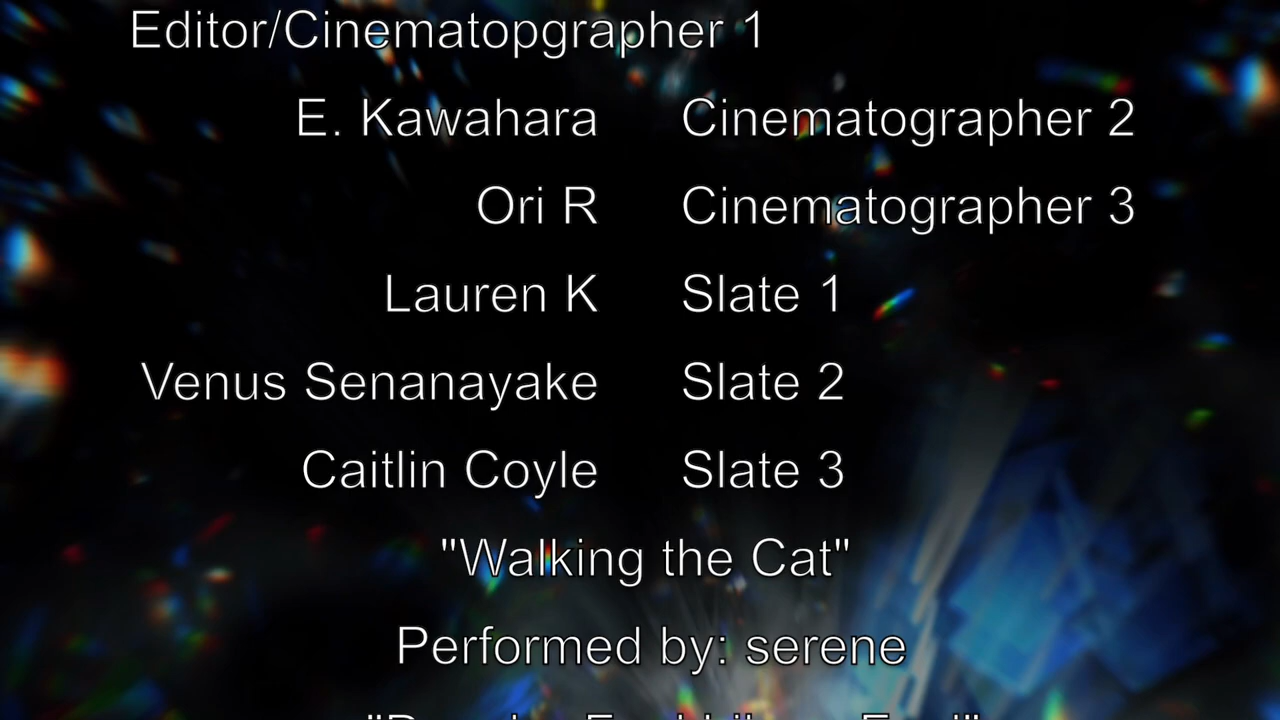 Editor/Cinematopgrapher 1
E. Kawahara Cinematographer 2
Ori R Cinematographer 3
Lauren K Slate 1
Venus Senanayake Slate 2
Caitlin Coyle Slate 3
"Walking the Cat"
Performed by: serene